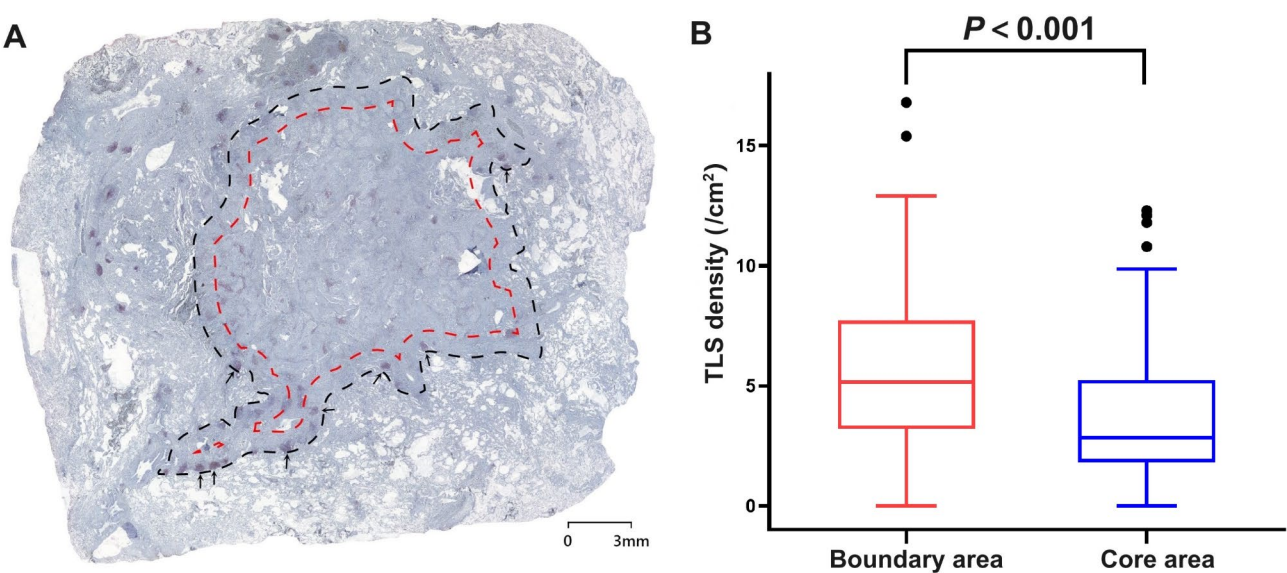 A
0 3mm
B
P < 0.001
TLS density (/cm²)
15
10
5
0
Boundary area Core area